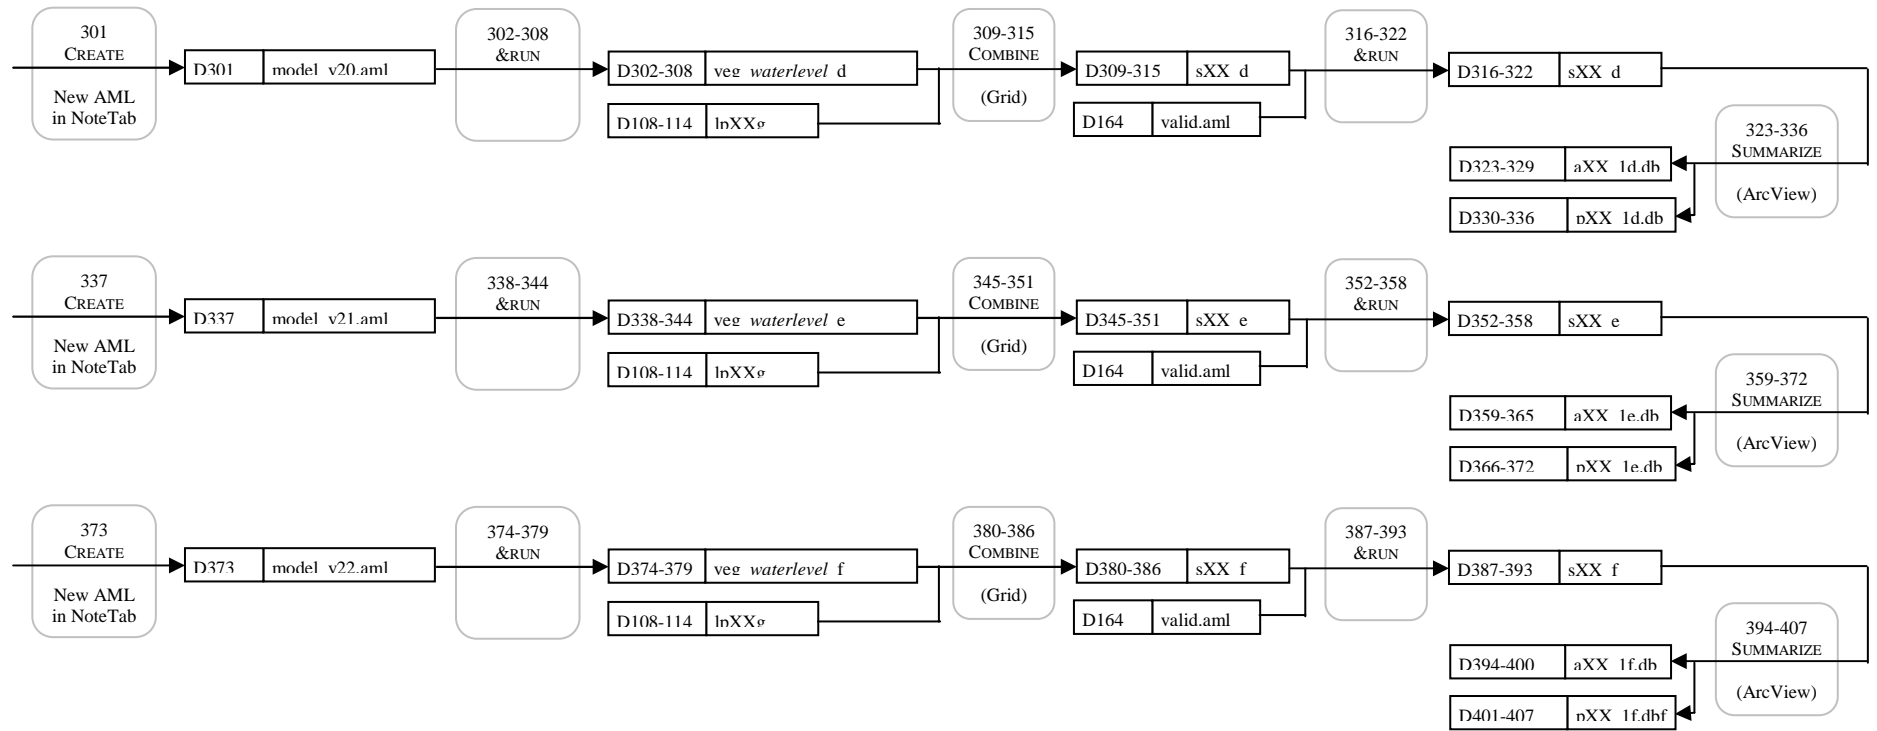 301
CREATE
New AML
in NoteTab
D301 model_v20.aml
302-308
&RUN
D302-308 veg_waterlevel_d
D108-114 lpXXg
309-315
COMBINE
(Grid)
D309-315 sXX_d
D164 valid.aml
316-322
&RUN
D316-322 sXX_d
323-336
SUMMARIZE
(ArcView)
D323-329 aXX_1d.db
D330-336 pXX_1d.db
337
CREATE
New AML
in NoteTab
D337 model_v21.aml
338-344
&RUN
D338-344 veg_waterlevel_e
D108-114 lpXXg
345-351
COMBINE
(Grid)
D345-351 sXX_e
D164 valid.aml
352-358
&RUN
D352-358 sXX_e
359-372
SUMMARIZE
(ArcView)
D359-365 aXX_1e.db
D366-372 pXX_1e.db
373
CREATE
New AML
in NoteTab
D373 model_v22.aml
374-379
&RUN
D374-379 veg_waterlevel_f
D108-114 lpXXg
380-386
COMBINE
(Grid)
D380-386 sXX_f
D164 valid.aml
387-393
&RUN
D387-393 sXX_f
394-407
SUMMARIZE
(ArcView)
D394-400 aXX_1f.db
D401-407 pXX_1f.dbf